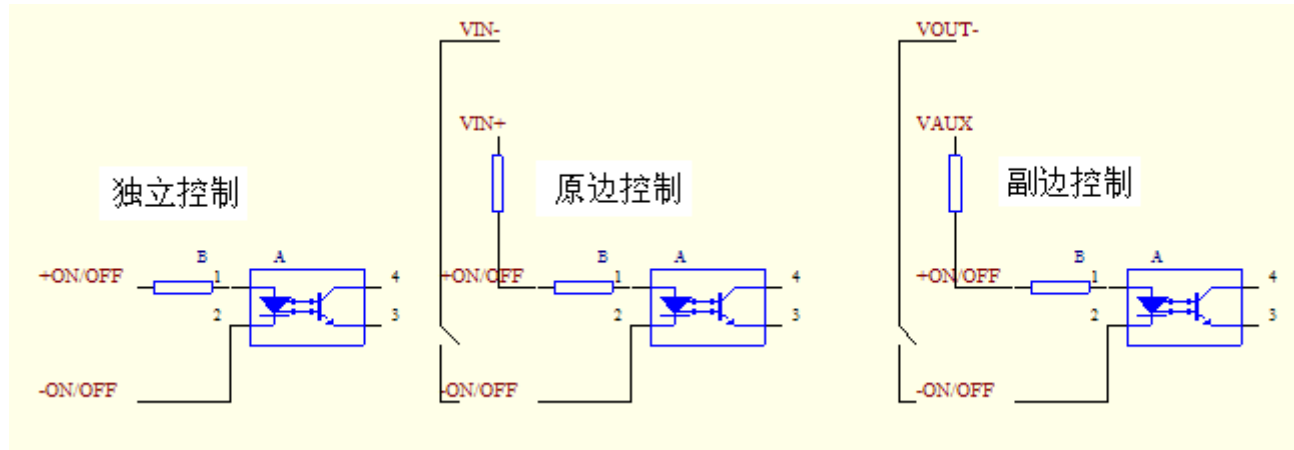 VIN-
VOUT-
VIN+
VAUX
独立控制
原边控制
副边控制
B
A
B
A
B
A
+ON/OFF
1
4
+ON/OFF
1
4
+ON/OFF
1
4
2
3
2
3
2
3
-ON/OFF
-ON/OFF
-ON/OFF